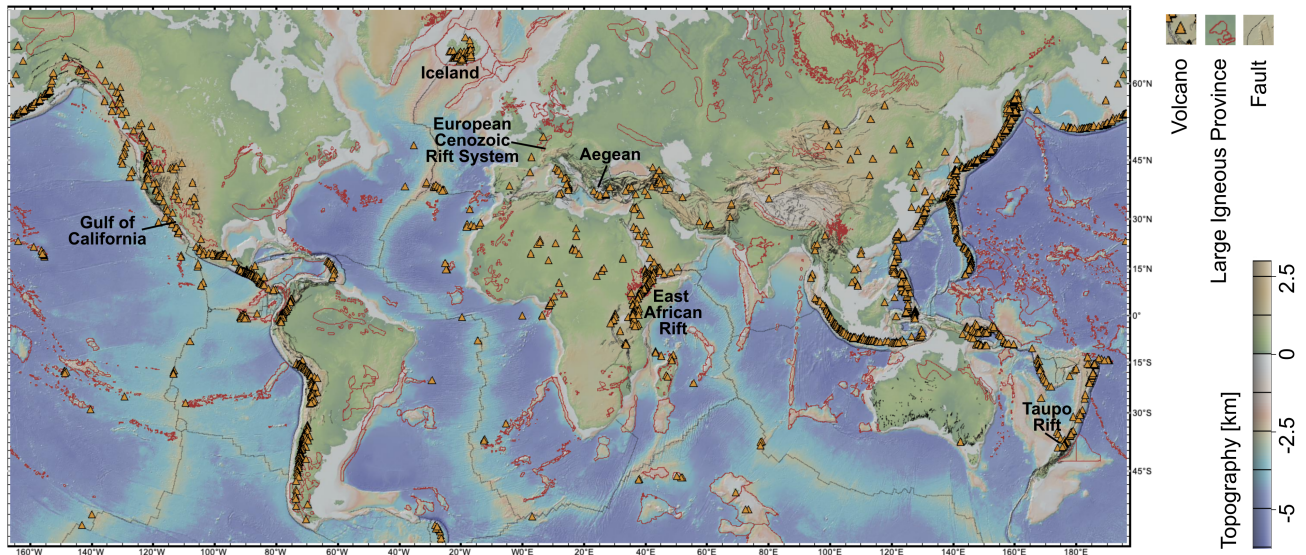 Iceland
European
Cenozoic
Rift System
Aegean
Gulf of
California
East
African
Rift
Taupo
Rift
60°N
45°N
30°N
15°N
0°
15°S
30°S
45°S
160°W
140°W
120°W
100°W
80°W
60°W
40°W
20°W
00°E
20°E
40°E
60°E
80°E
100°E
120°E
140°E
160°E
180°E
Volcano
Large Igneous Province
Fault
Topography [km]
2.5
0
-2.5
-5